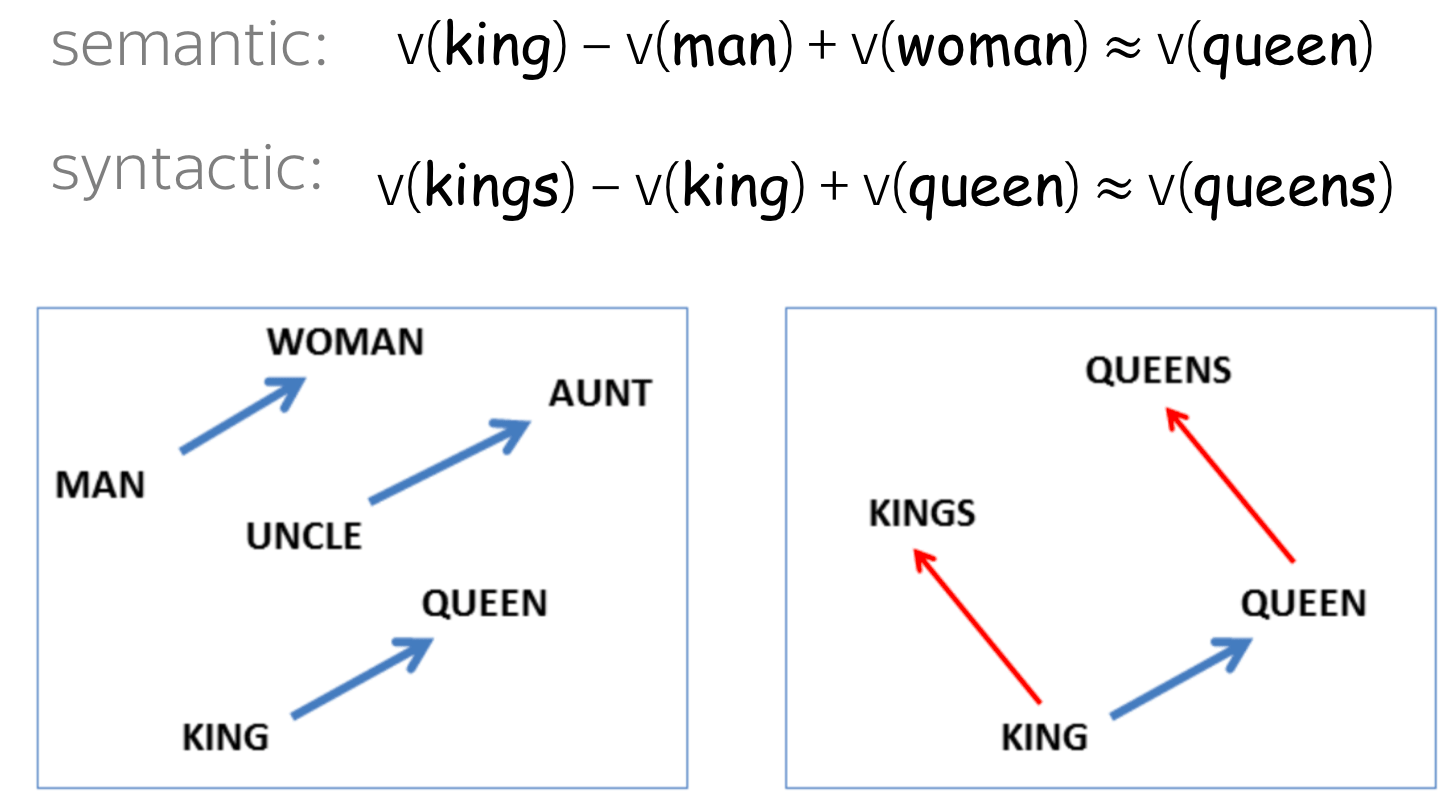 semantic: v(king) – v(man) + v(woman) ≈ v(queen)
syntactic: v(kings) – v(king) + v(queen) ≈ v(queens)
WOMAN
AUNT
MAN
UNCLE
QUEEN
KING
QUEENS
KINGS
QUEEN
KING